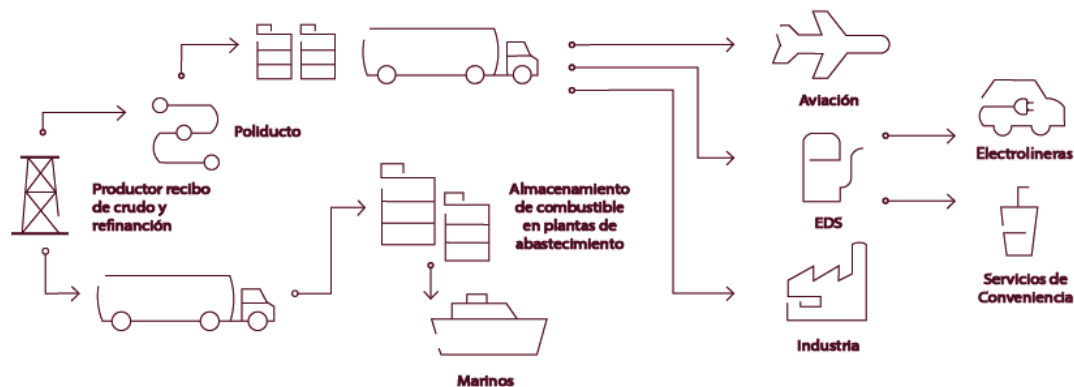 Aviación
Poliducto
Electrolineras
Productor recibo
de crudo y
refinanción
Almacenamiento
de combustible
en plantas de
abastecimiento
EDS
Servicios de
Conveniencia
Industria
Marinos